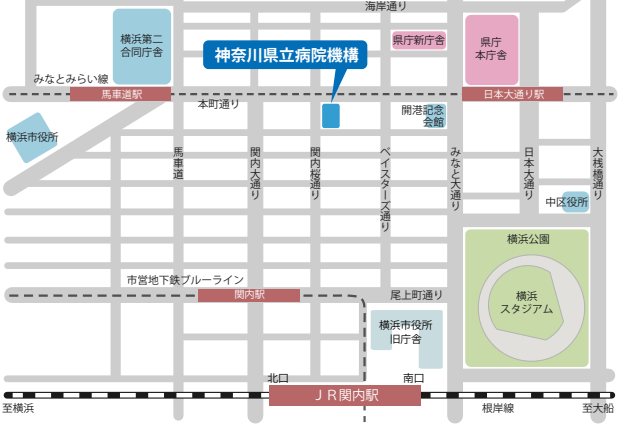 海岸通り
横浜第二
合同庁舎
県庁新庁舎
県庁
本庁舎
神奈川県立病院機構
みなとみらい線
馬車道駅
日本大通り駅
本町通り
開港記念
会館
横浜市役所
馬車道
関内大通り
関内桜通り
ベイスターズ通り
みなと大通り
日本大通り
大桟橋通り
中区役所
横浜公園
市営地下鉄ブルーライン
関内駅
尾上町通り
横浜
スタジアム
横浜市役所
旧庁舎
北口
南口
ＪＲ関内駅
至横浜
根岸線
至大船